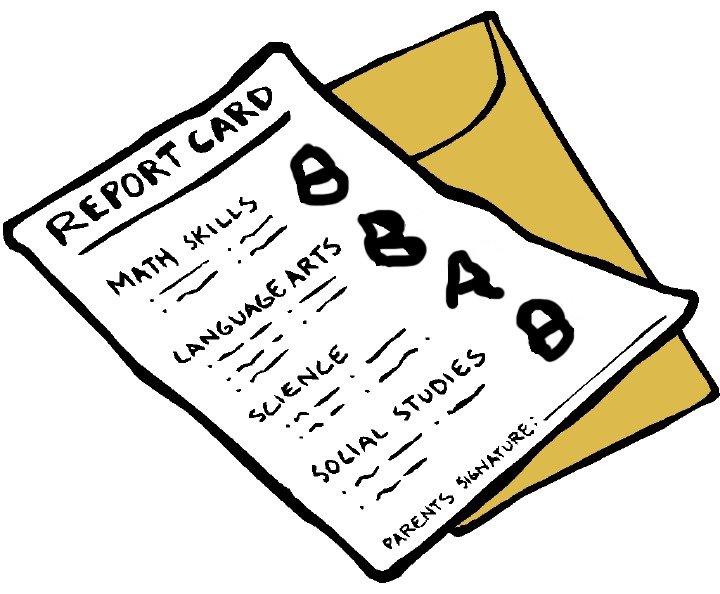 REPORT CARD
MATH SKILLS B
LANGUAGE ARTS B
SCIENCE A
SOCIAL STUDIES B
PARENTS SIGNATURE: